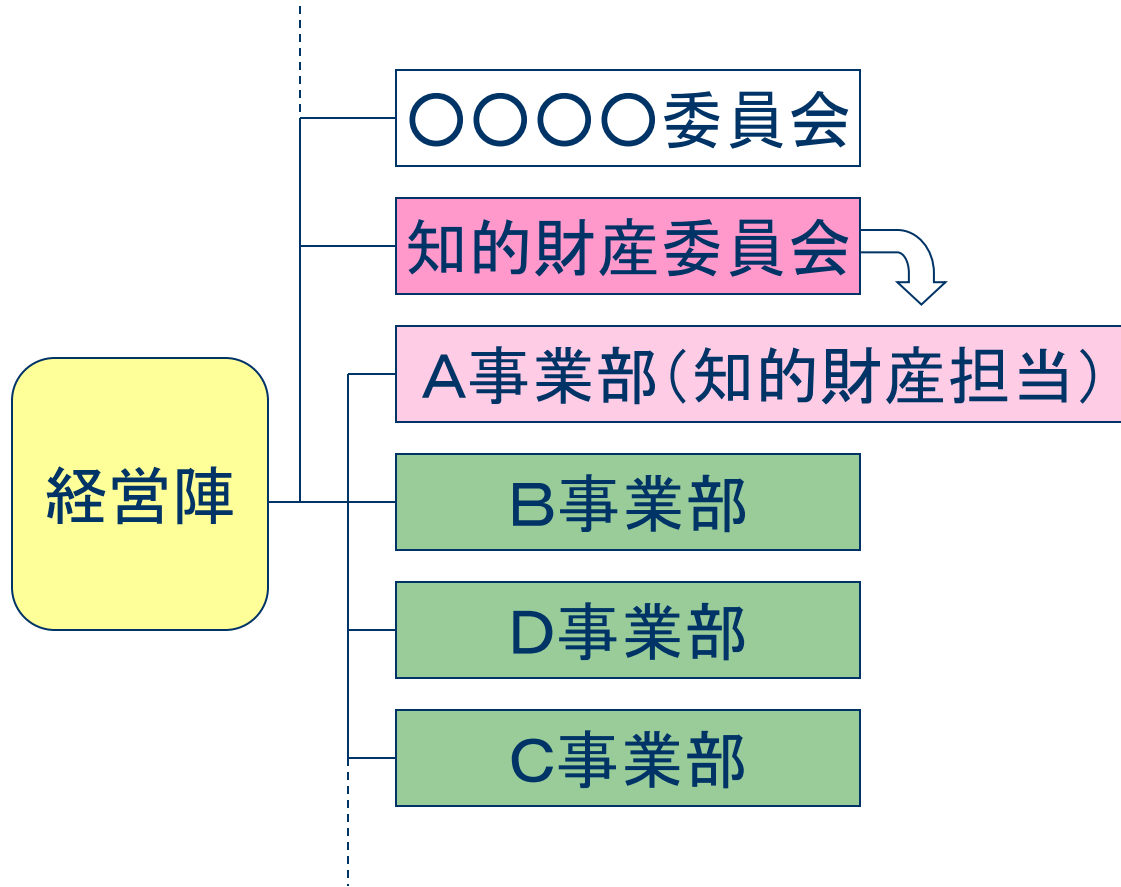 〇〇〇〇委員会
知的財産委員会
A事業部(知的財産担当)
経営陣
B事業部
D事業部
C事業部